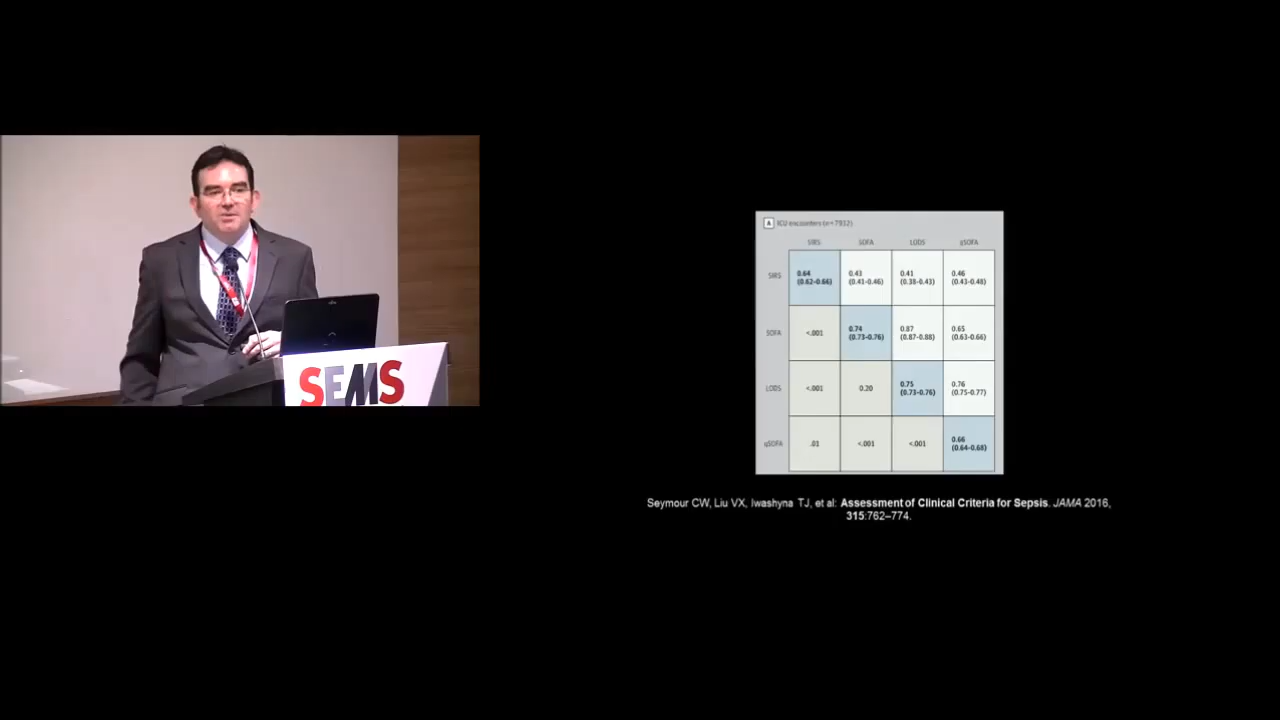 SEMS
A ICU encounters (n = 7932)
SIRS SOFA LODS qSOFA
SIRS 0.64 0.43 0.41 0.46
(0.62-0.66) (0.41-0.46) (0.38-0.43) (0.43-0.48)
SOFA <.001 0.74 0.87 0.65
(0.73-0.76) (0.87-0.88) (0.63-0.66)
LODS <.001 0.20 0.75 0.76
(0.73-0.76) (0.75-0.77)
qSOFA .01 <.001 <.001 0.66
(0.64-0.68)
Seymour CW, Liu VX, Iwashyna TJ, et al: Assessment of Clinical Criteria for Sepsis. JAMA 2016,
315:762–774.